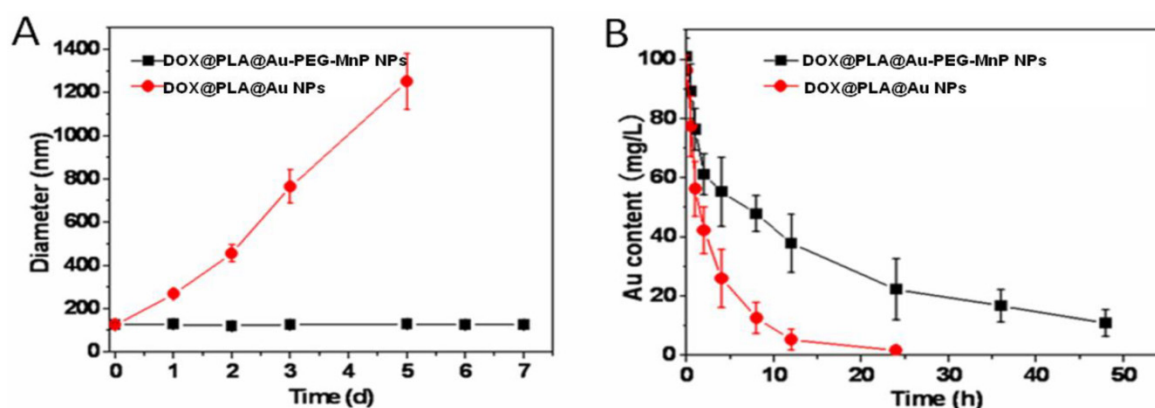 A
1400
1200
1000
800
600
400
200
0
Diameter (nm)
DOX@PLA@Au-PEG-MnP NPs
DOX@PLA@Au NPs
0 1 2 3 4 5 6 7
Time (d)
B
100
80
60
40
20
0
Au content (mg/L)
DOX@PLA@Au-PEG-MnP NPs
DOX@PLA@Au NPs
0 10 20 30 40 50
Time (h)